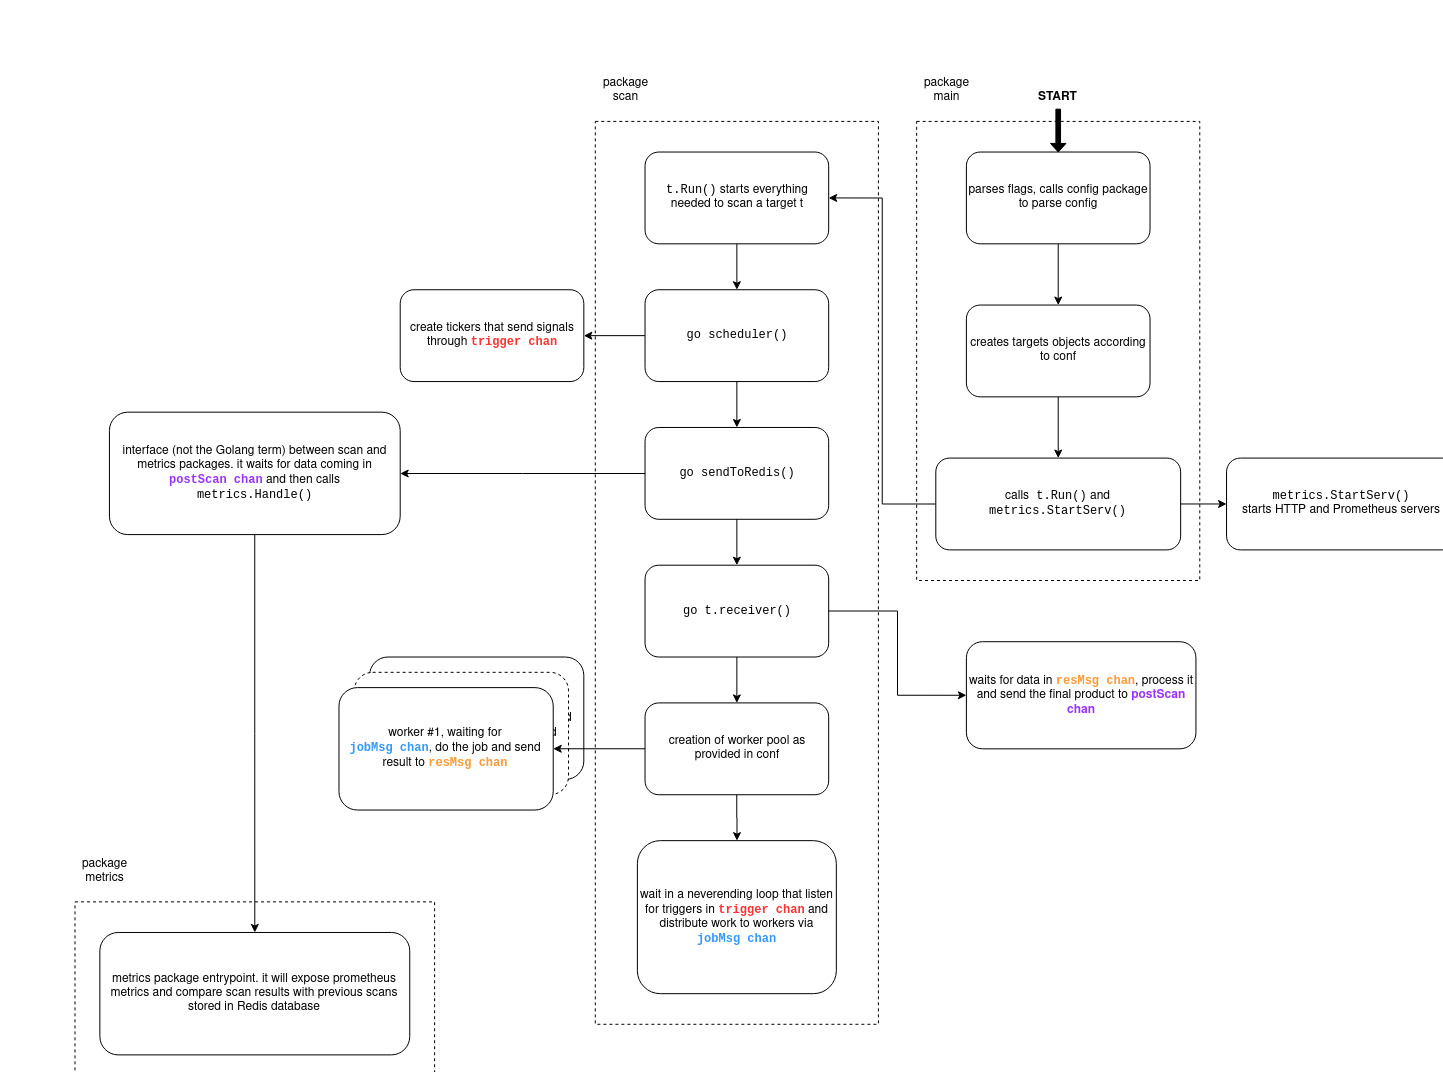 package
scan
package
main
START
t.Run() starts everything
needed to scan a target t
parses flags, calls config package
to parse config
create tickers that send signals
through trigger chan
go scheduler()
creates targets objects according
to conf
interface (not the Golang term) between scan and
metrics packages. it waits for data coming in
postScan chan and then calls
metrics.Handle()
go sendToRedis()
calls t.Run() and
metrics.StartServ()
metrics.StartServ()
starts HTTP and Prometheus servers
go t.receiver()
waits for data in resMsg chan, process it
and send the final product to postScan
chan
worker #1, waiting for
jobMsg chan, do the job and send
result to resMsg chan
creation of worker pool as
provided in conf
wait in a neverending loop that listen
for triggers in trigger chan and
distribute work to workers via
jobMsg chan
package
metrics
metrics package entrypoint. it will expose prometheus
metrics and compare scan results with previous scans
stored in Redis database